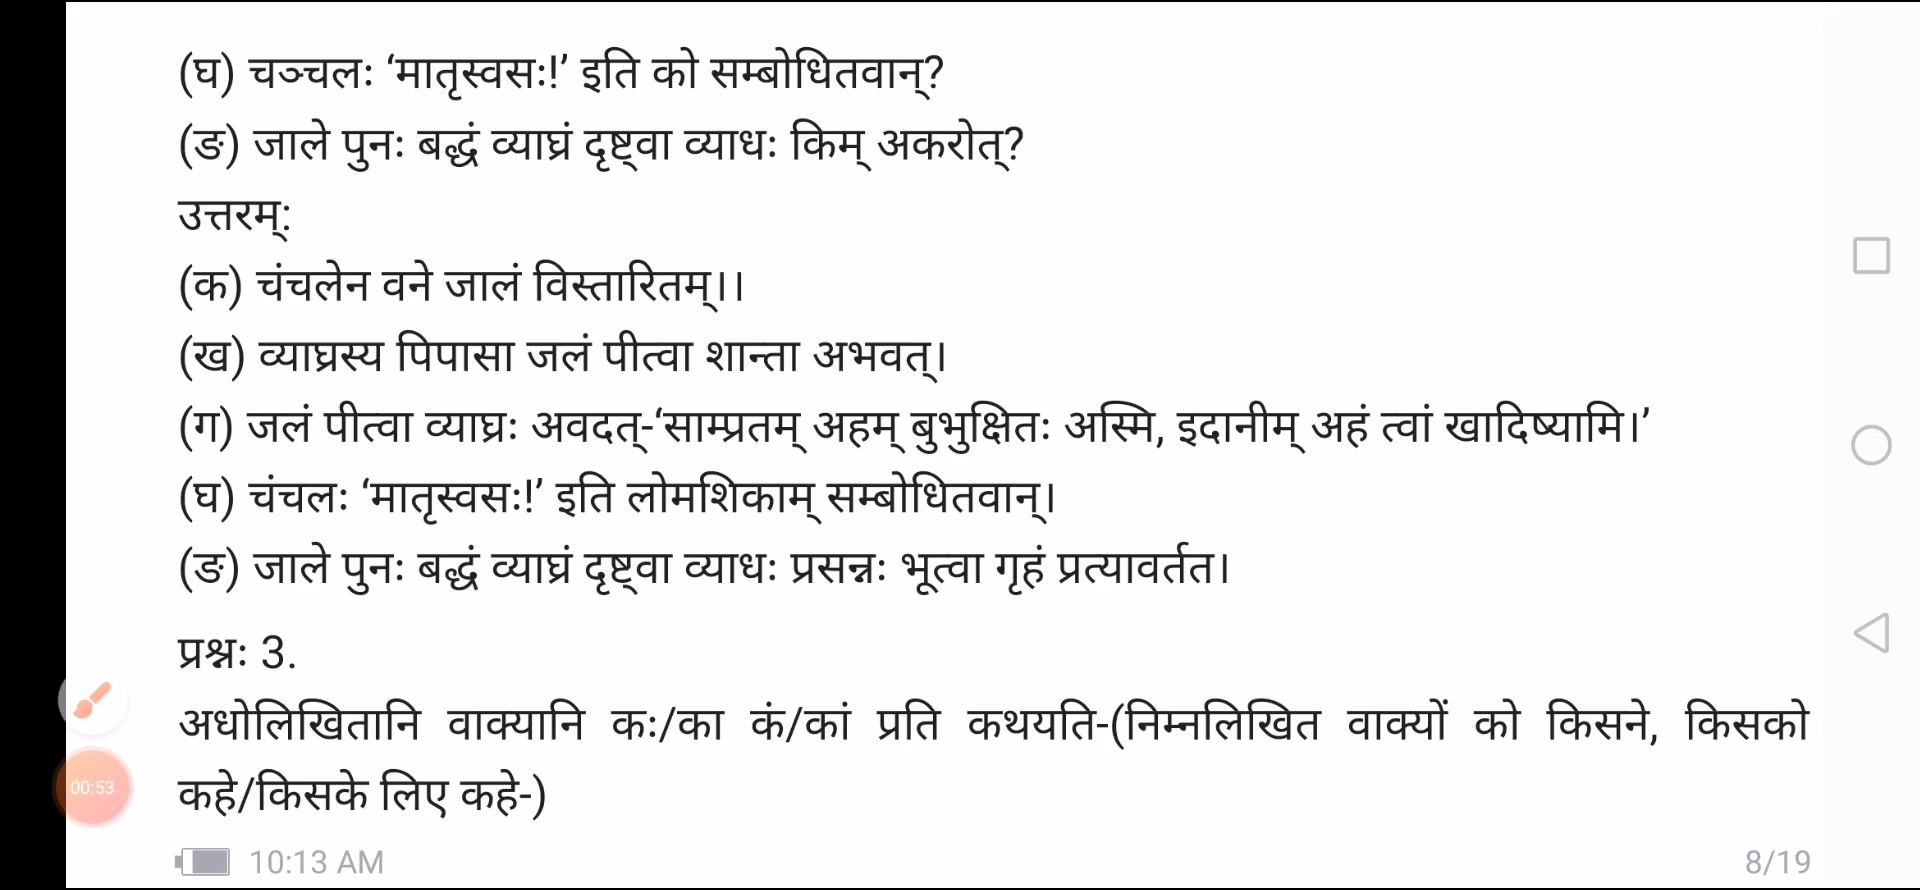 (घ) चञ्चलः ‘मातृस्वसः!’ इति को सम्बोधितवान्?
(ङ) जाले पुनः बद्धं व्याघ्रं दृष्ट्वा व्याधः किम् अकरोत्?
उत्तरम्:
(क) चंचलेन वने जालं विस्तारितम्।।
(ख) व्याघ्रस्य पिपासा जलं पीत्वा शान्ता अभवत्।
(ग) जलं पीत्वा व्याघ्रः अवदत्-‘साम्प्रतम् अहम् बुभुक्षितः अस्मि, इदानीम् अहं त्वां खादिष्यामि।’
(घ) चंचलः ‘मातृस्वसः!’ इति लोमशिकाम् सम्बोधितवान्।
(ङ) जाले पुनः बद्धं व्याघ्रं दृष्ट्वा व्याधः प्रसन्नः भूत्वा गृहं प्रत्यावर्तत।
प्रश्नः 3.
अधोलिखितानि वाक्यानि कः/का कं/कां प्रति कथयति-(निम्नलिखित वाक्यों को किसने, किसको
कहे/किसके लिए कहे-)
00:53
10:13 AM
8/19